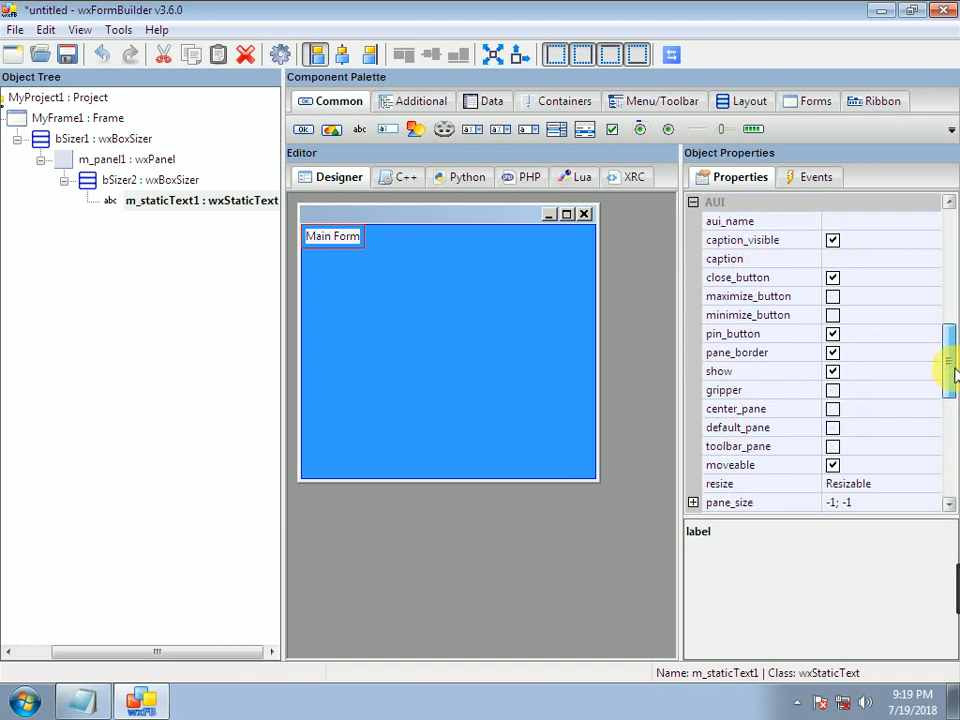 *untitled - wxFormBuilder v3.6.0
File Edit View Tools Help
Object Tree
MyProject1 : Project
MyFrame1 : Frame
bSizer1 : wxBoxSizer
m_panel1 : wxPanel
bSizer2 : wxBoxSizer
abc m_staticText1 : wxStaticText
Component Palette
Common Additional Data Containers Menu/Toolbar Layout Forms Ribbon
Ok abc
Editor
Designer C++ Python PHP Lua XRC
Main Form
Object Properties
Properties Events
AUI
aui_name
caption_visible
caption
close_button
maximize_button
minimize_button
pin_button
pane_border
show
gripper
center_pane
default_pane
toolbar_pane
moveable
resize Resizable
pane_size -1; -1
label
Name: m_staticText1 | Class: wxStaticText
wxFB
9:19 PM
7/19/2018